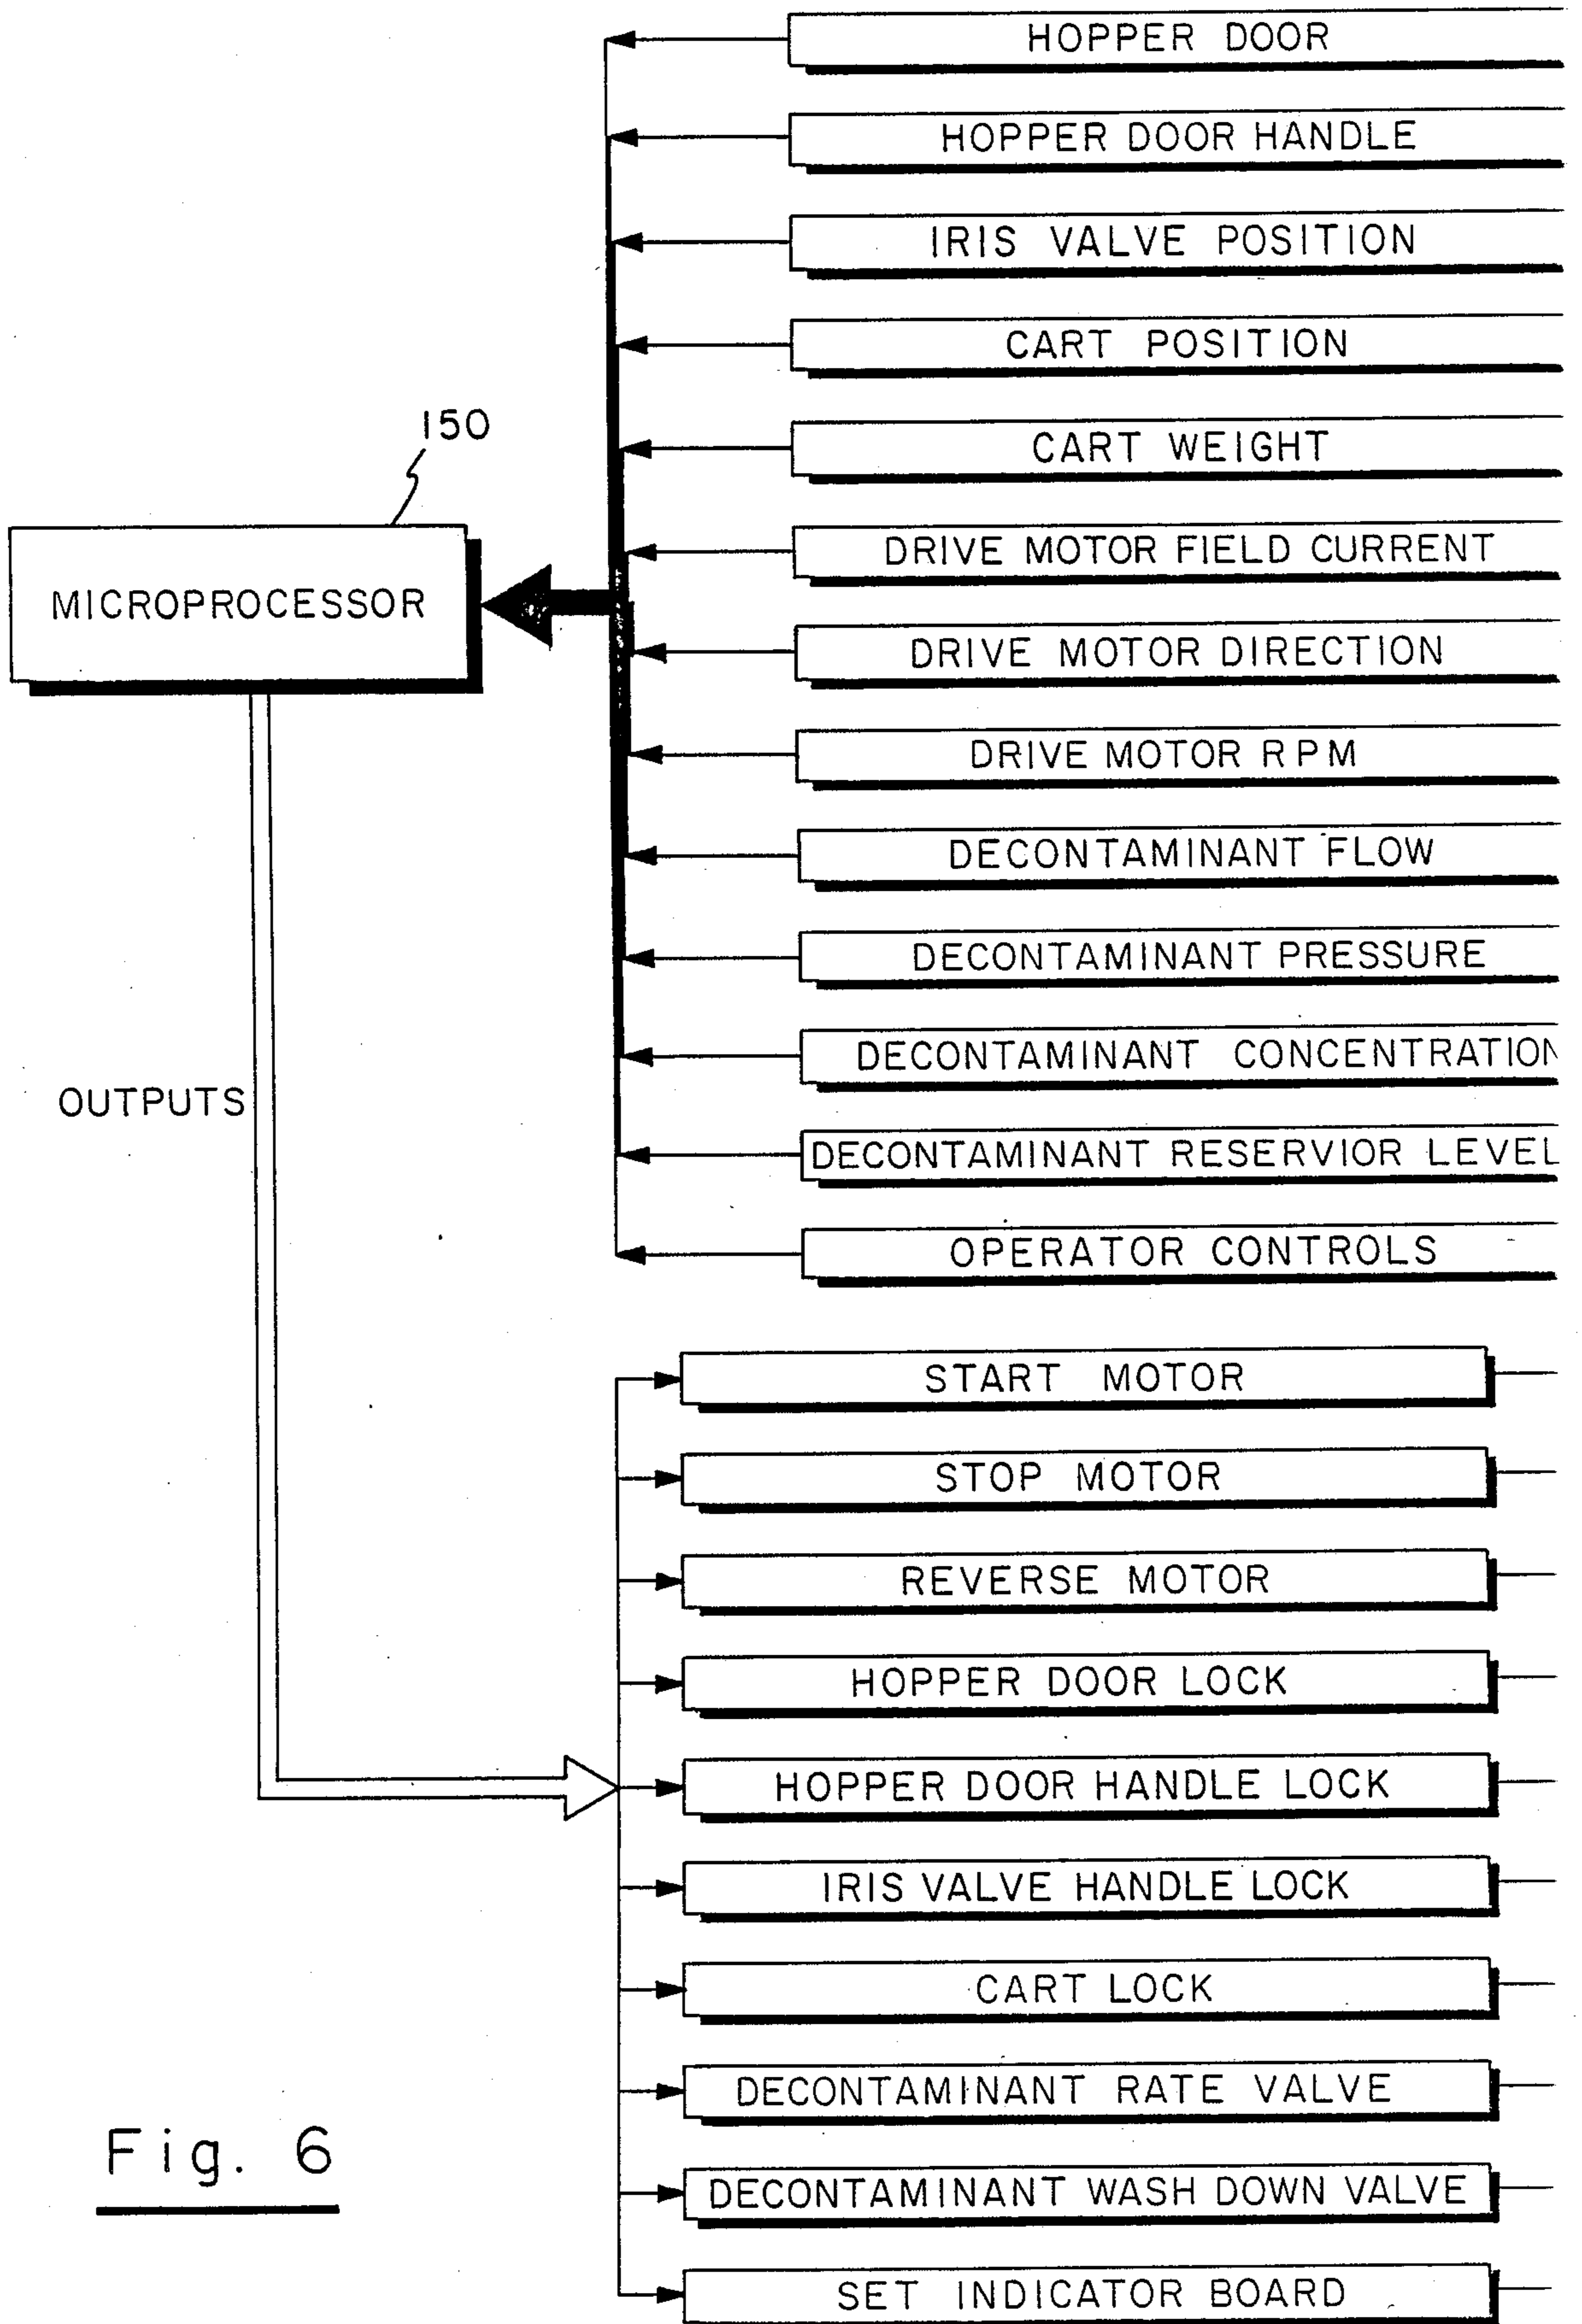 HOPPER DOOR
HOPPER DOOR HANDLE
IRIS VALVE POSITION
CART POSITION
CART WEIGHT
150
DRIVE MOTOR FIELD CURRENT
MICROPROCESSOR
DRIVE MOTOR DIRECTION
DRIVE MOTOR RPM
DECONTAMINANT FLOW
DECONTAMINANT PRESSURE
DECONTAMINANT CONCENTRATION
OUTPUTS
DECONTAMINANT RESERVIOR LEVEL
OPERATOR CONTROLS
START MOTOR
STOP MOTOR
REVERSE MOTOR
HOPPER DOOR LOCK
HOPPER DOOR HANDLE LOCK
IRIS VALVE HANDLE LOCK
CART LOCK
DECONTAMINANT RATE VALVE
DECONTAMINANT WASH DOWN VALVE
SET INDICATOR BOARD
Fig. 6